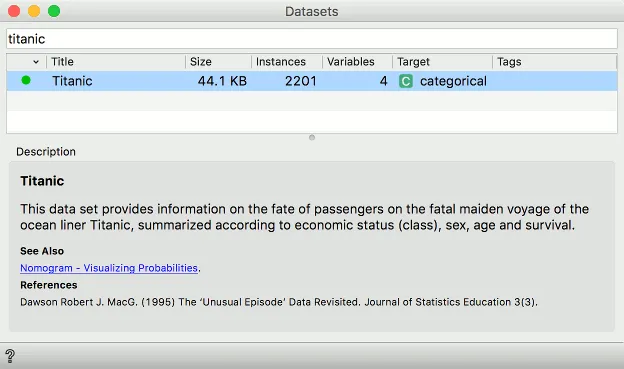 Datasets
titanic
Title Size Instances Variables Target Tags
Titanic 44.1 KB 2201 4 C categorical
Description
Titanic
This data set provides information on the fate of passengers on the fatal maiden voyage of the
ocean liner Titanic, summarized according to economic status (class), sex, age and survival.
See Also
Nomogram - Visualizing Probabilities.
References
Dawson Robert J. MacG. (1995) The ‘Unusual Episode’ Data Revisited. Journal of Statistics Education 3(3).
?